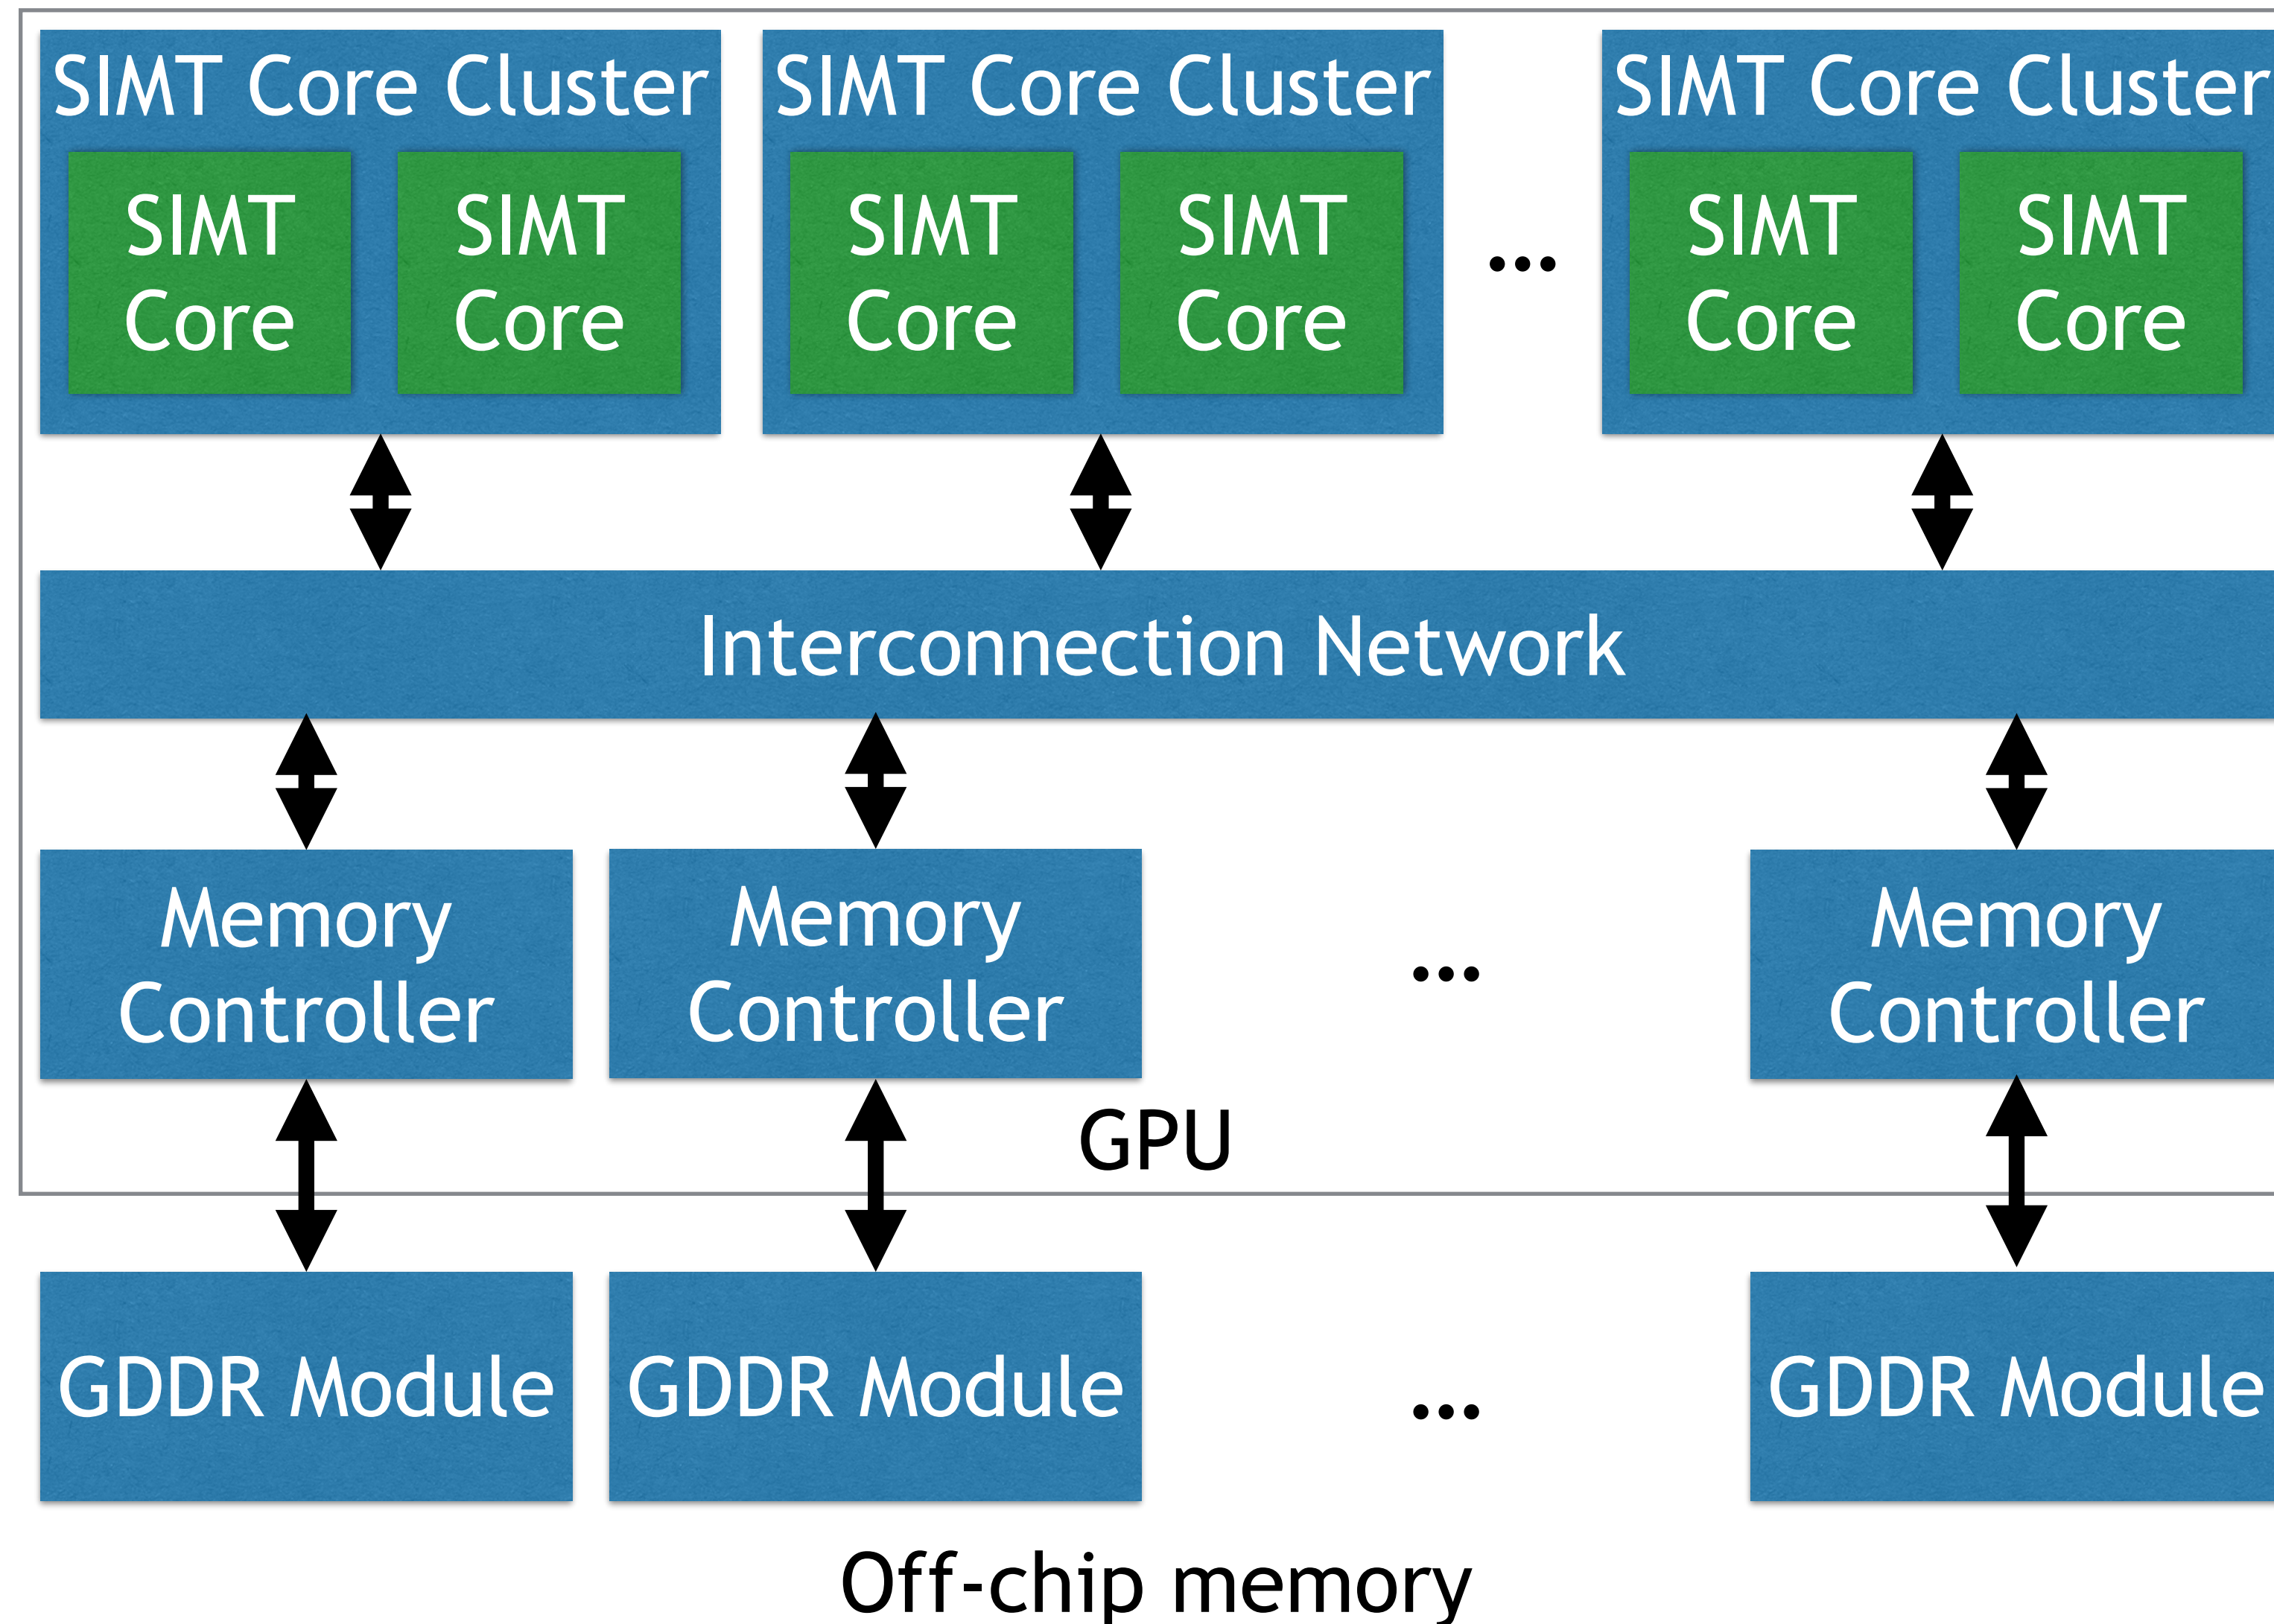 SIMT Core Cluster
SIMT
Core
SIMT
Core
SIMT Core Cluster
SIMT
Core
SIMT
Core
...
SIMT Core Cluster
SIMT
Core
SIMT
Core
Interconnection Network
Memory
Controller
Memory
Controller
...
Memory
Controller
GPU
GDDR Module
GDDR Module
...
GDDR Module
Off-chip memory